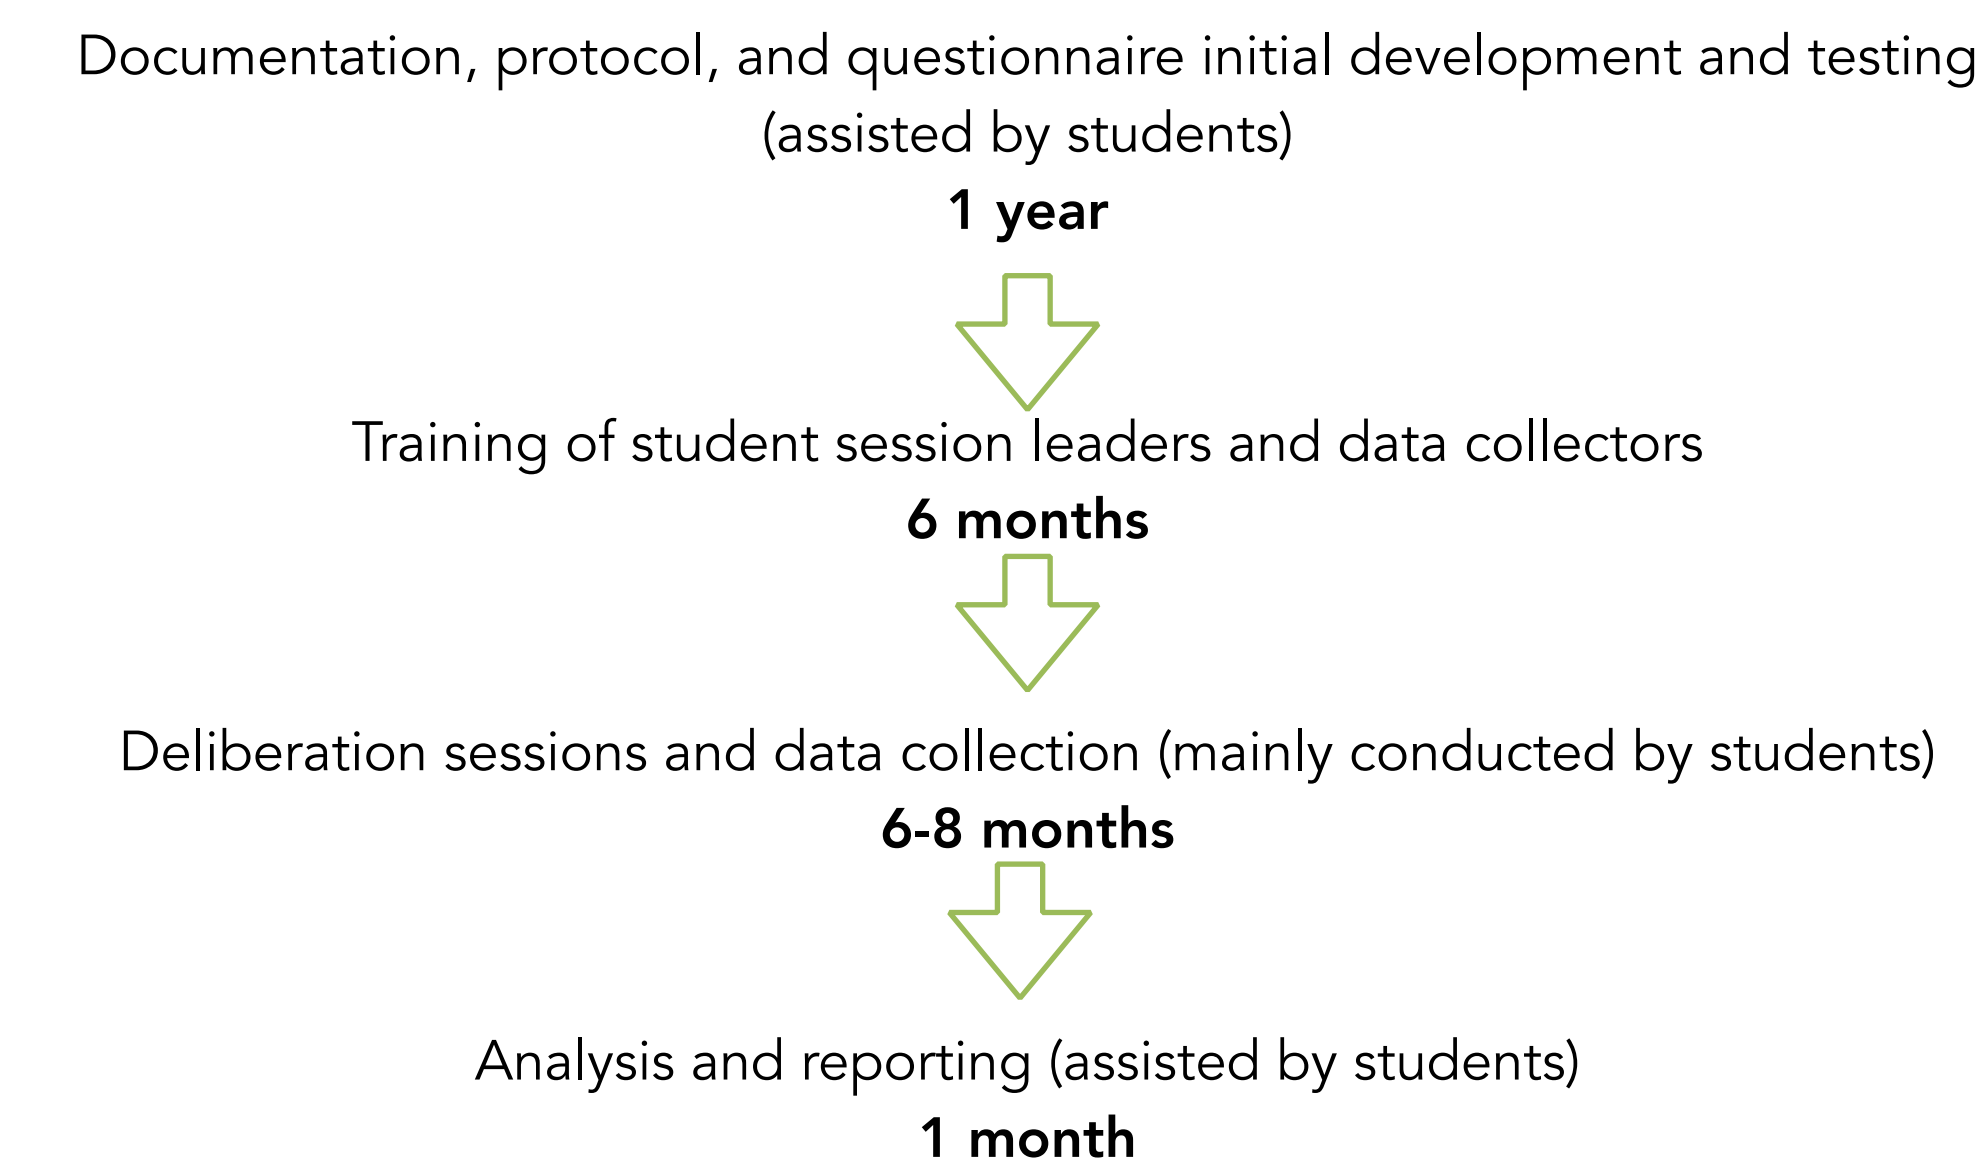 Documentation, protocol, and questionnaire initial development and testing
(assisted by students)
1 year
Training of student session leaders and data collectors
6 months
Deliberation sessions and data collection (mainly conducted by students)
6-8 months
Analysis and reporting (assisted by students)
1 month